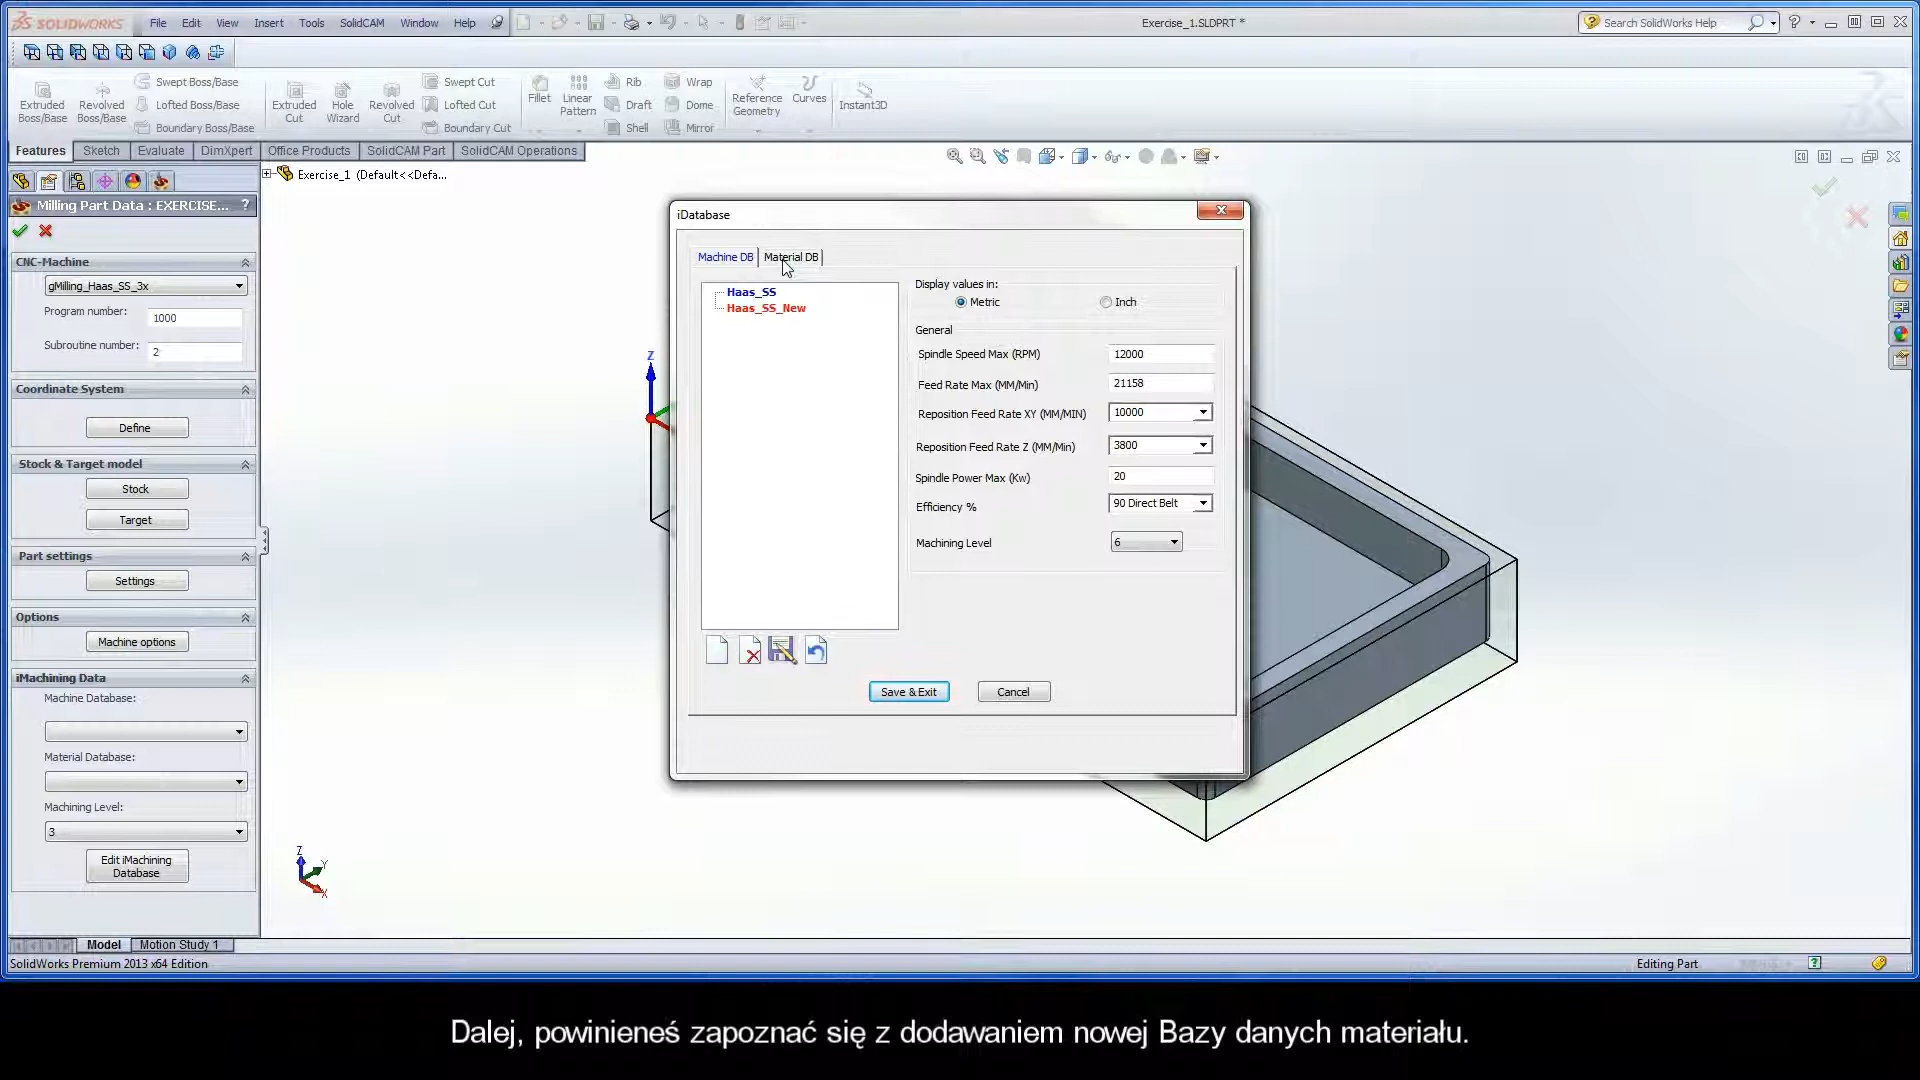 SOLIDWORKS File Edit View Insert Tools SolidCAM Window Help Exercise_1.SLDPRT * Search SolidWorks Help
Extruded Boss/Base
Revolved Boss/Base
Swept Boss/Base
Lofted Boss/Base
Boundary Boss/Base
Extruded Cut
Hole Wizard
Revolved Cut
Swept Cut
Lofted Cut
Boundary Cut
Fillet
Linear Pattern
Rib
Draft
Shell
Wrap
Dome
Mirror
Reference Geometry
Curves
Instant3D
Features Sketch Evaluate DimXpert Office Products SolidCAM Part SolidCAM Operations
Exercise_1 (Default<<Defa...
Milling Part Data : EXERCISE... ?
CNC-Machine
gMilling_Haas_SS_3x
Program number: 1000
Subroutine number: 2
Coordinate System
Define
Stock & Target model
Stock
Target
Part settings
Settings
Options
Machine options
iMachining Data
Machine Database:
Material Database:
Machining Level:
3
Edit iMachining
Database
iDatabase
Machine DB Material DB
Haas_SS
Haas_SS_New
Display values in:
Metric Inch
General
Spindle Speed Max (RPM) 12000
Feed Rate Max (MM/Min) 21158
Reposition Feed Rate XY (MM/MIN) 10000
Reposition Feed Rate Z (MM/Min) 3800
Spindle Power Max (Kw) 20
Efficiency % 90 Direct Belt
Machining Level 6
Save & Exit Cancel
Z
Z
Y
X
Model Motion Study 1
SolidWorks Premium 2013 x64 Edition Editing Part
Dalej, powinieneś zapoznać się z dodawaniem nowej Bazy danych materiału.